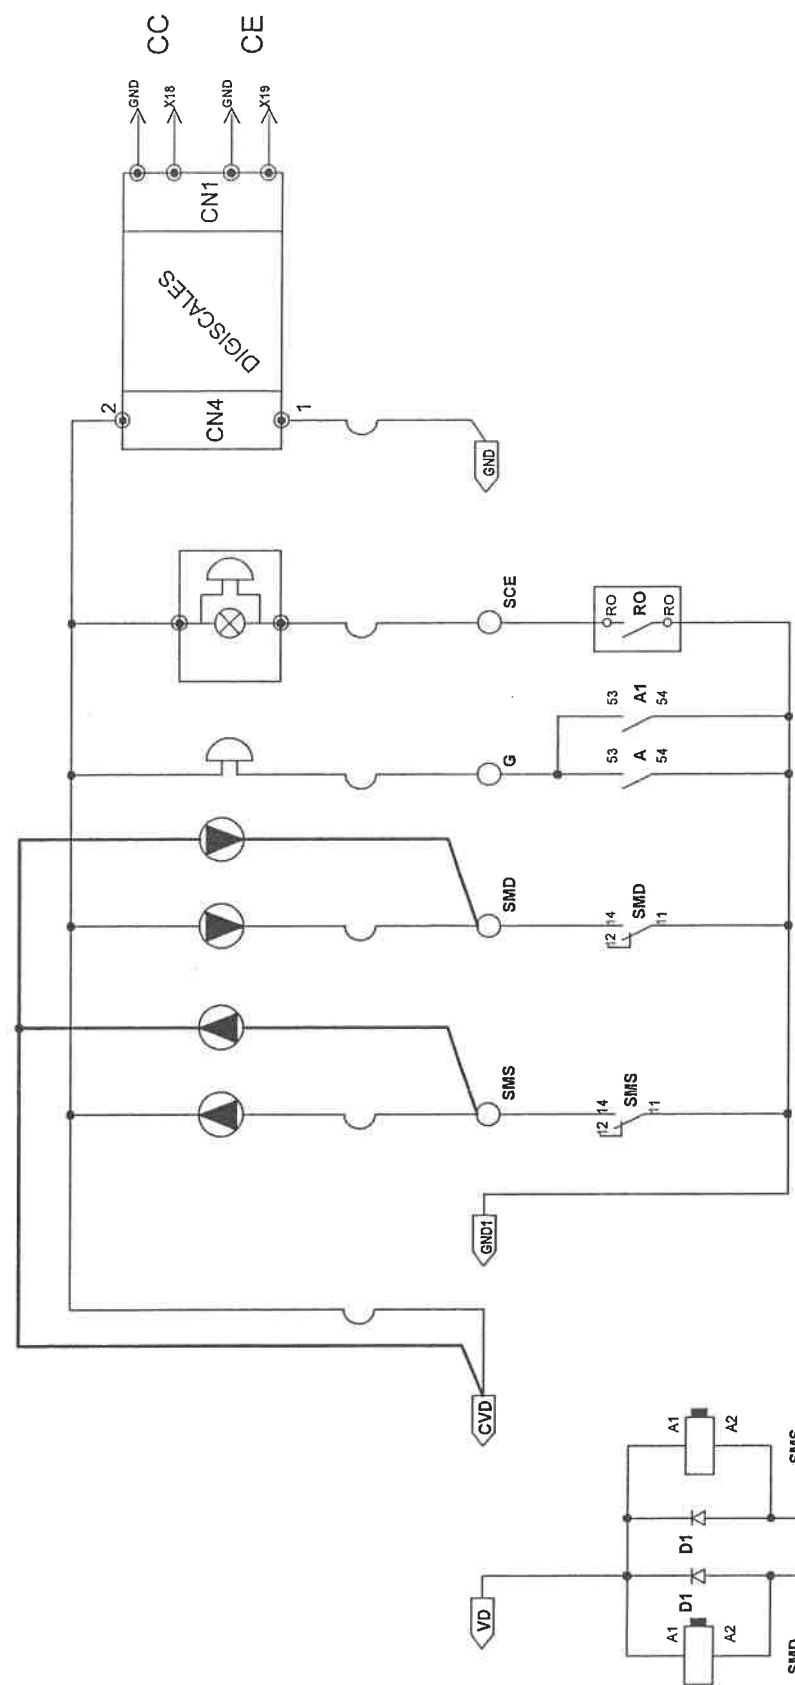 CC
CE
GND
X18
GND
X19
CN1
DIGISCALES
CN4
2
1
GND
SCE
RO
RO
RO
G
53
A1
54
53
A
54
SMD
14
12
SMD
11
SMS
14
12
SMS
11
GND1
CVD
A1
A2
SMS
D1
VD
D1
A1
A2
SMD